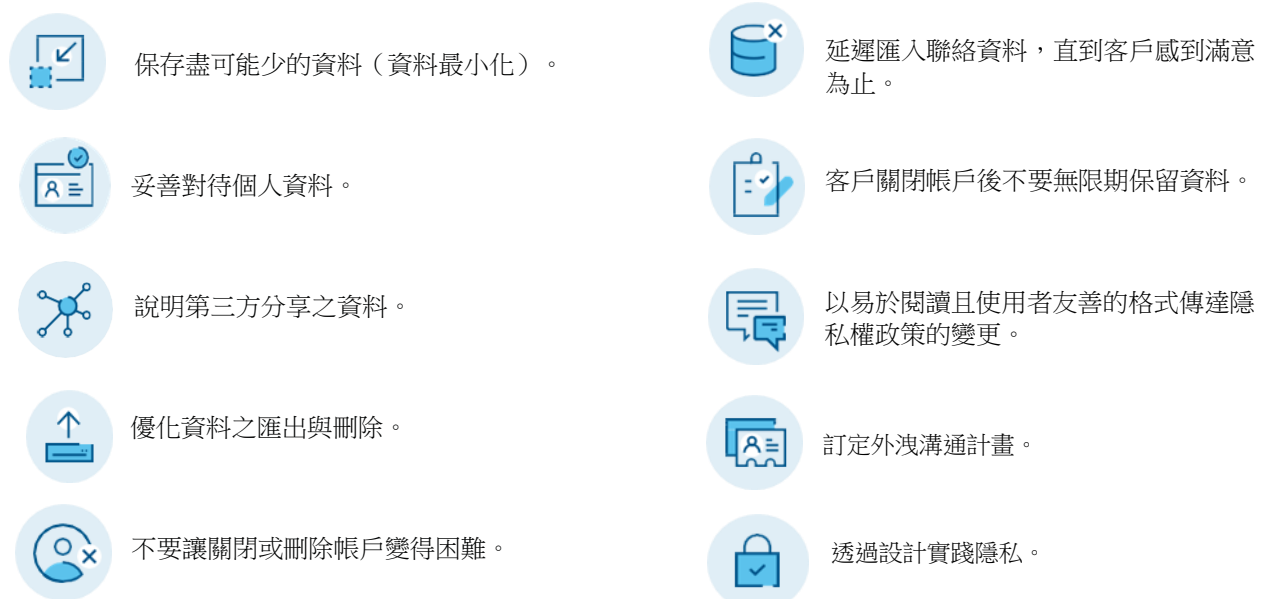 保存盡可能少的資料（資料最小化）。
妥善對待個人資料。
說明第三方分享之資料。
優化資料之匯出與刪除。
不要讓關閉或刪除帳戶變得困難。
延遲匯入聯絡資料，直到客戶感到滿意
為止。
客戶關閉帳戶後不要無限期保留資料。
以易於閱讀且使用者友善的格式傳達隱
私權政策的變更。
訂定外洩溝通計畫。
透過設計實踐隱私。